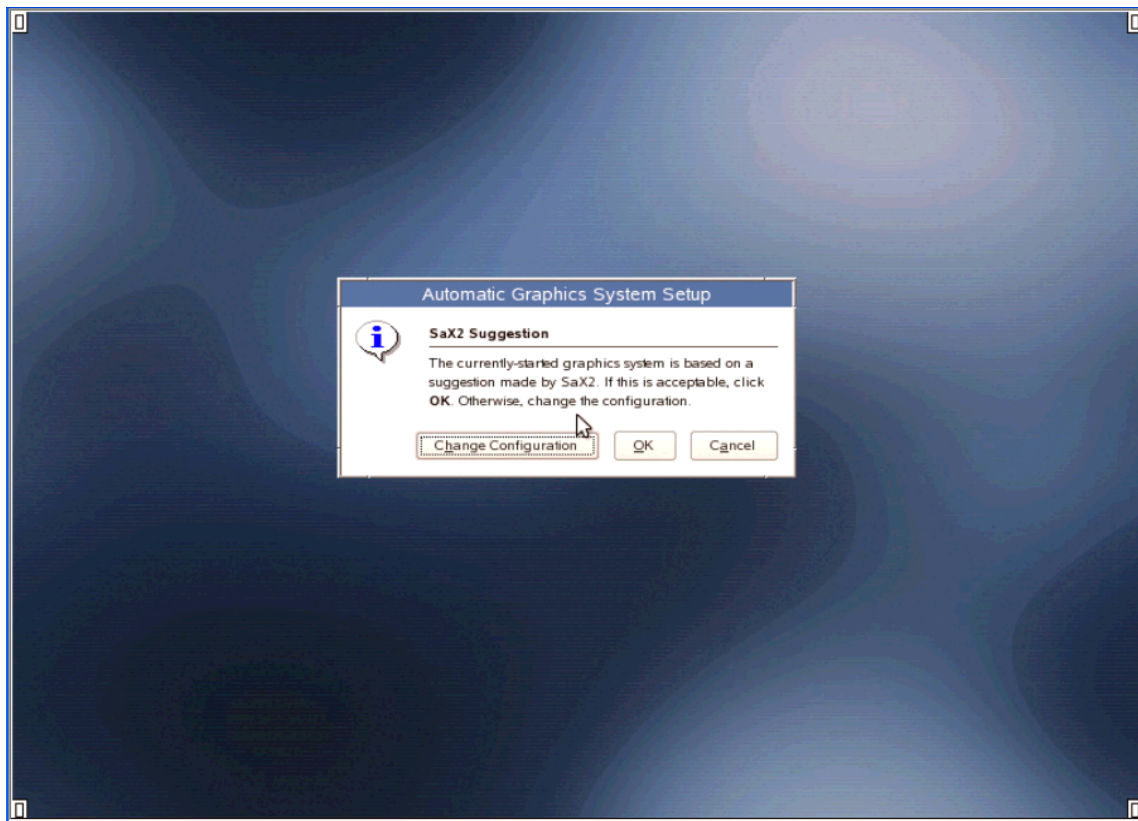 Automatic Graphics System Setup
SaX2 Suggestion
The currently-started graphics system is based on a
suggestion made by SaX2. If this is acceptable, click
OK. Otherwise, change the configuration.
Change Configuration OK Cancel